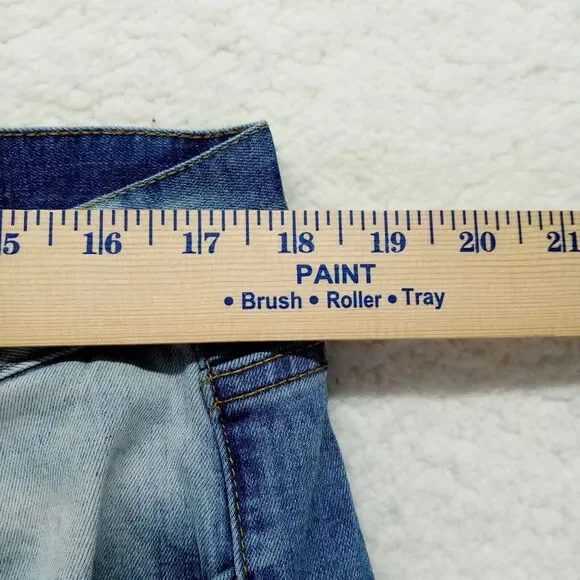 5 16 17 18 19 20 21
PAINT
• Brush • Roller • Tray